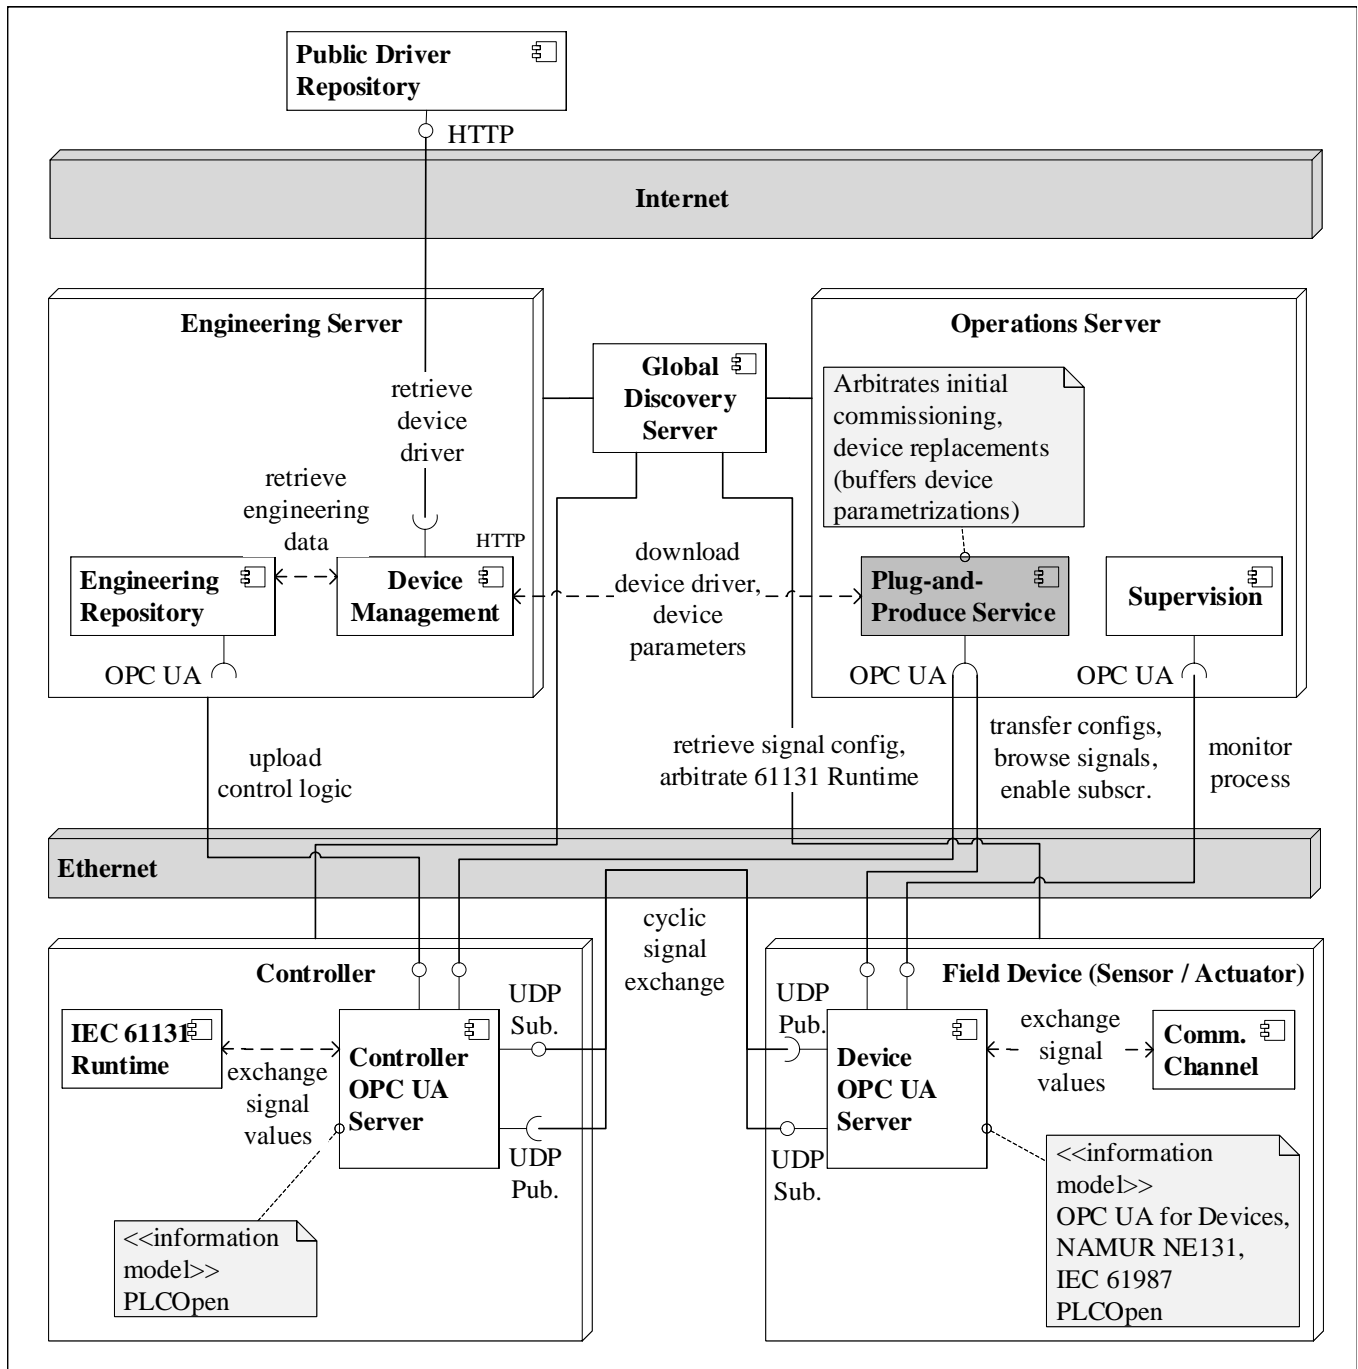 Public Driver
Repository
HTTP
Internet
Engineering Server
Operations Server
Global
Discovery
Server
Arbitrates initial
commissioning,
device replacements
(buffers device
parametrizations)
retrieve
device
driver
retrieve
engineering
data
HTTP
Engineering
Repository
Device
Management
download
device driver,
device
parameters
Plug-and-
Produce Service
Supervision
OPC UA
OPC UA
OPC UA
upload
control logic
retrieve signal config,
arbitrate 61131 Runtime
transfer configs,
browse signals,
enable subscr.
monitor
process
Ethernet
cyclic
signal
exchange
Controller
Field Device (Sensor / Actuator)
IEC 61131
Runtime
exchange
signal
values
Controller
OPC UA
Server
UDP
Sub.
UDP
Pub.
UDP
Pub.
UDP
Sub.
Device
OPC UA
Server
exchange
signal
values
Comm.
Channel
<<information
model>>
PLCOpen
<<information
model>>
OPC UA for Devices,
NAMUR NE131,
IEC 61987
PLCOpen